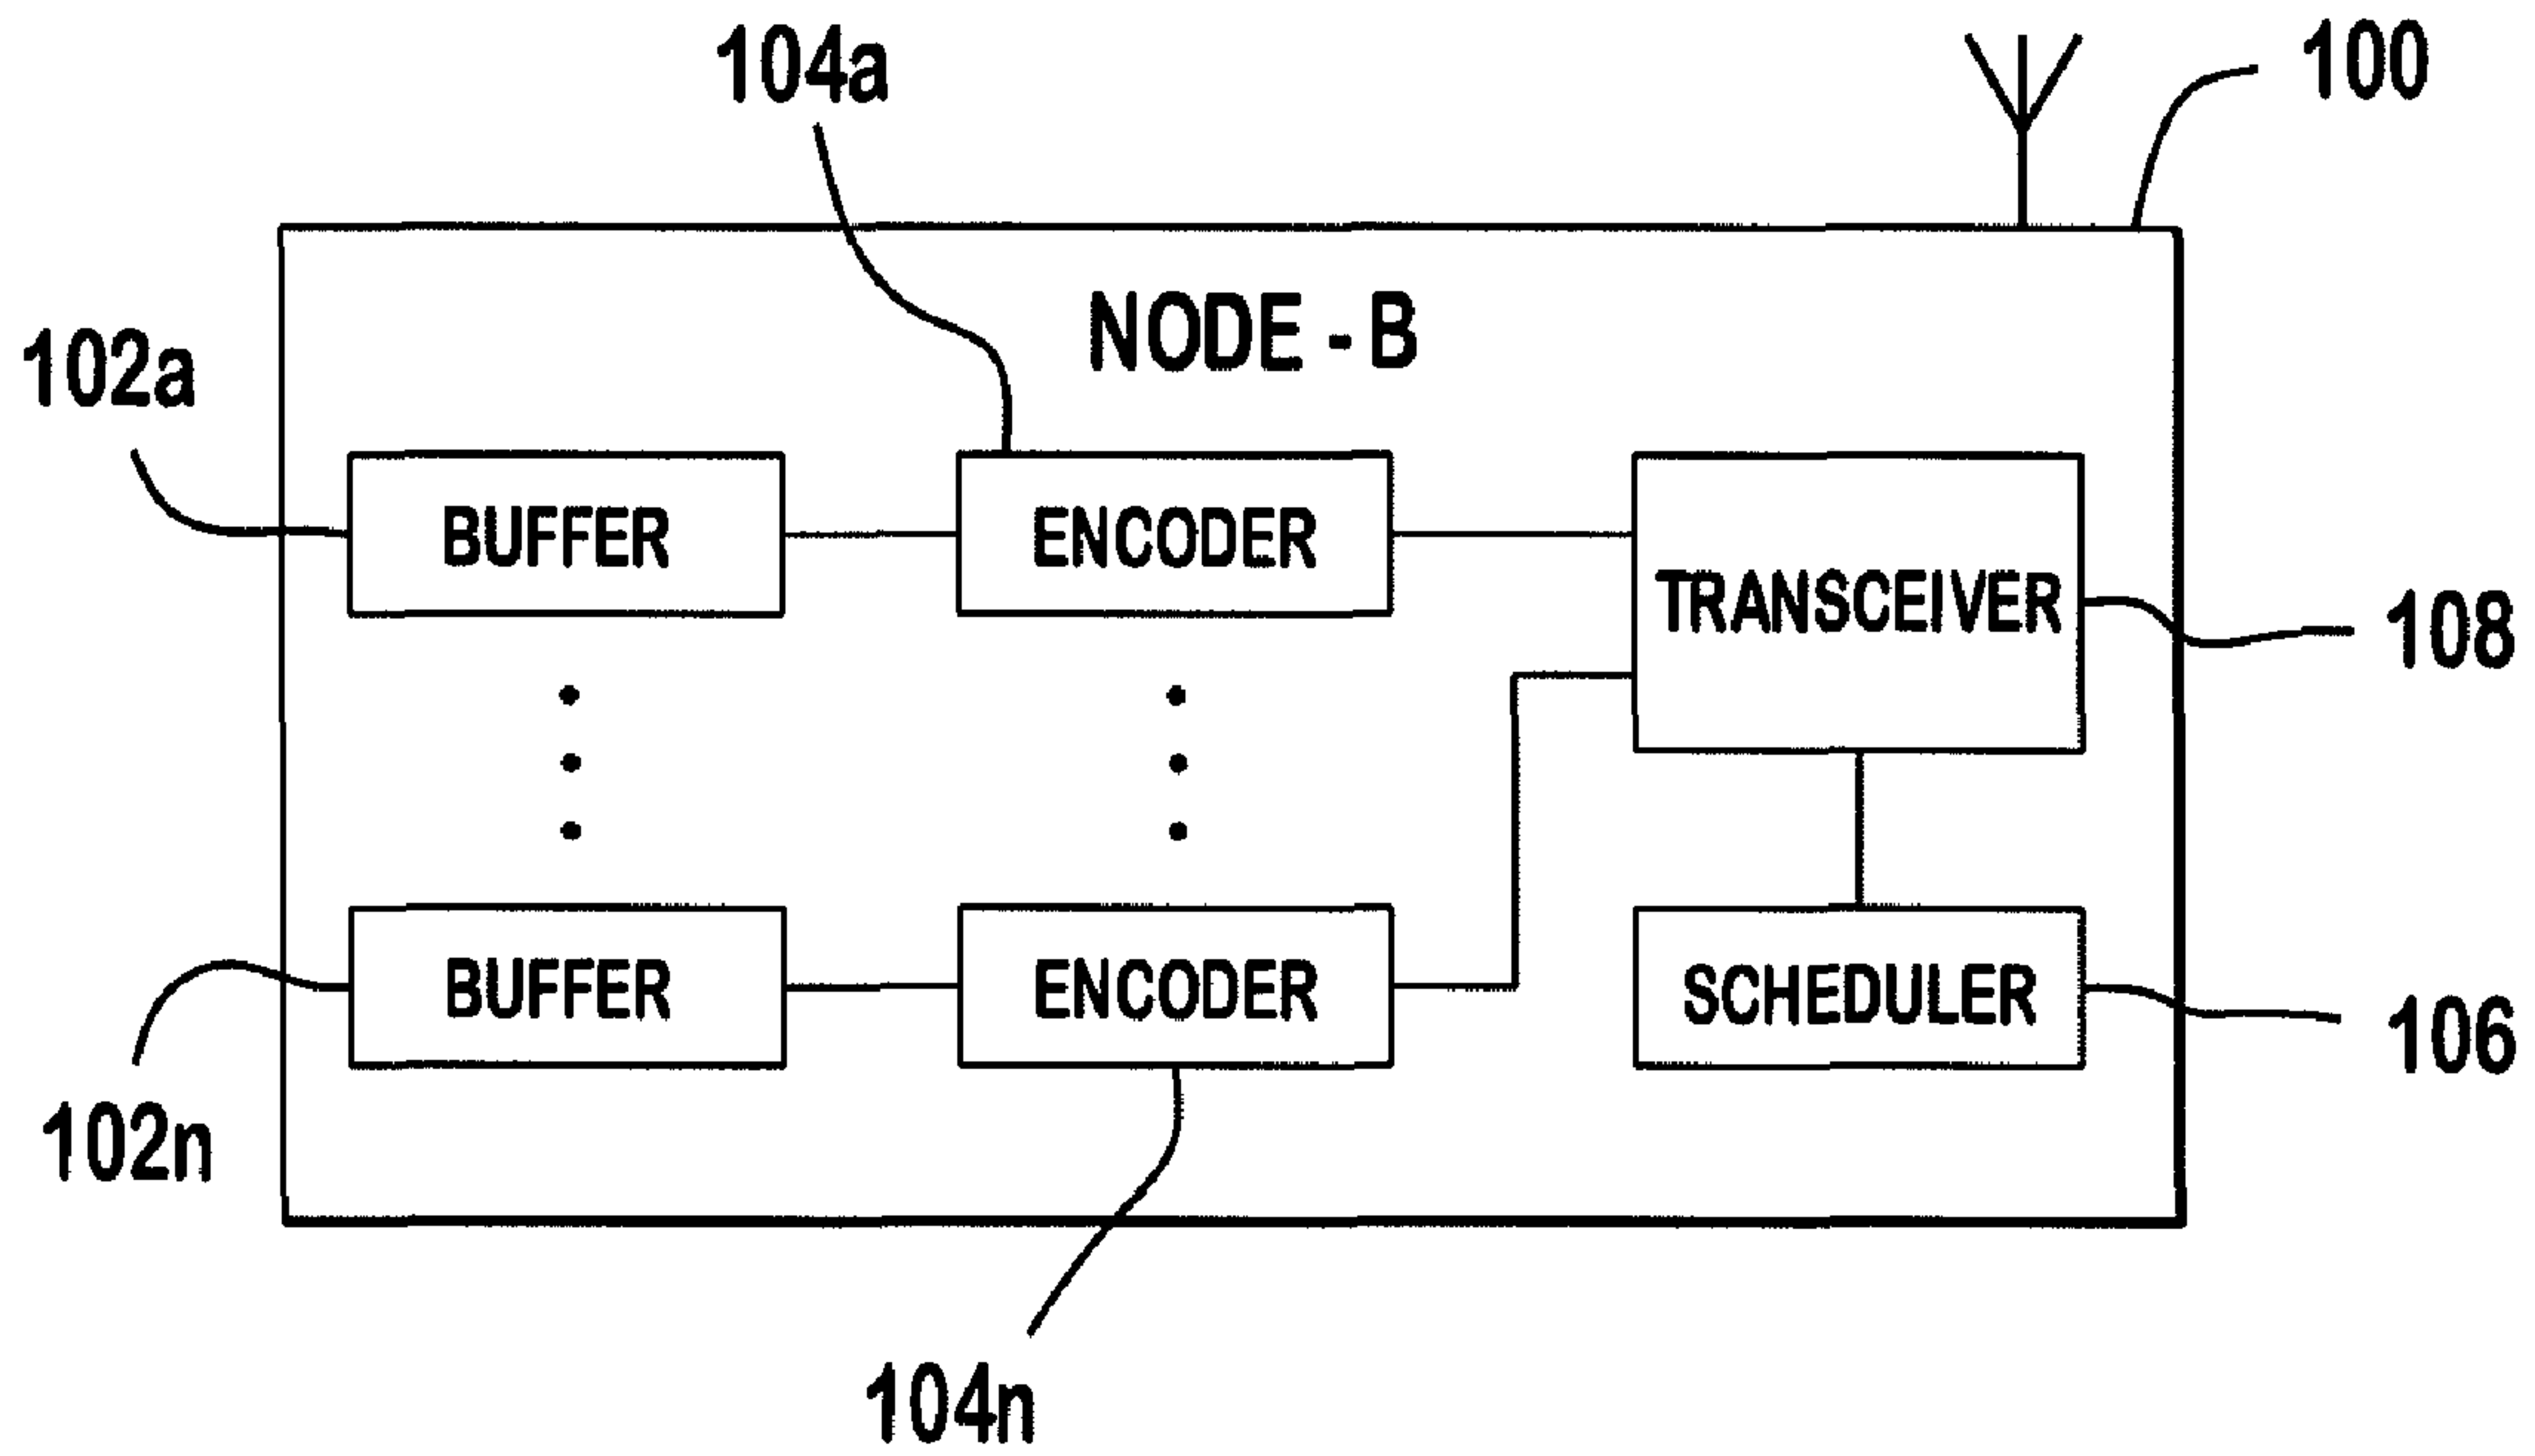 104a
100
NODE - B
102a
BUFFER
ENCODER
TRANSCEIVER
108
BUFFER
ENCODER
SCHEDULER
106
102n
104n